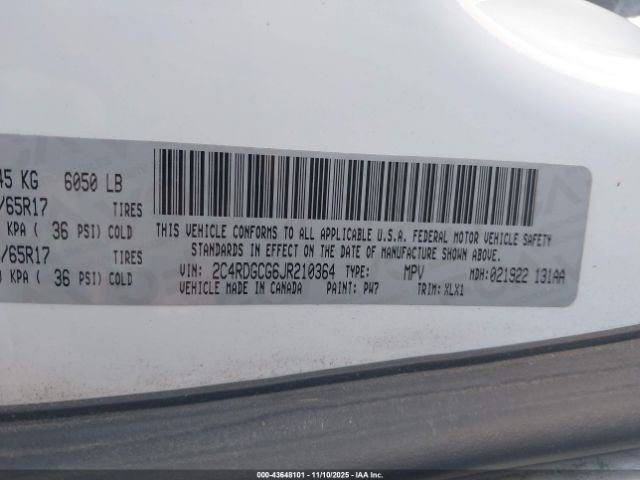 45 KG 6050 LB
/65R17 TIRES
KPA ( 36 PSI) COLD
/65R17 TIRES
KPA ( 36 PSI) COLD
THIS VEHICLE CONFORMS TO ALL APPLICABLE U.S.A. FEDERAL MOTOR VEHICLE SAFETY
STANDARDS IN EFFECT ON THE DATE OF MANUFACTURE SHOWN ABOVE.
VIN: 2C4RDGCG6JR210364 TYPE: MPV MDH: 021922 131AA
VEHICLE MADE IN CANADA PAINT: PW7 TRIM: XLX1
000-43648101 - 11/10/2025 - IAA